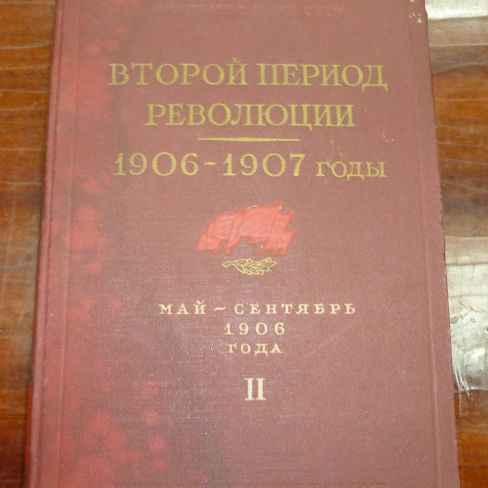 ВТОРОЙ ПЕРИОД
РЕВОЛЮЦИИ
1906-1907 ГОДЫ
МАЙ ~ СЕНТЯБРЬ
1906
ГОДА
II